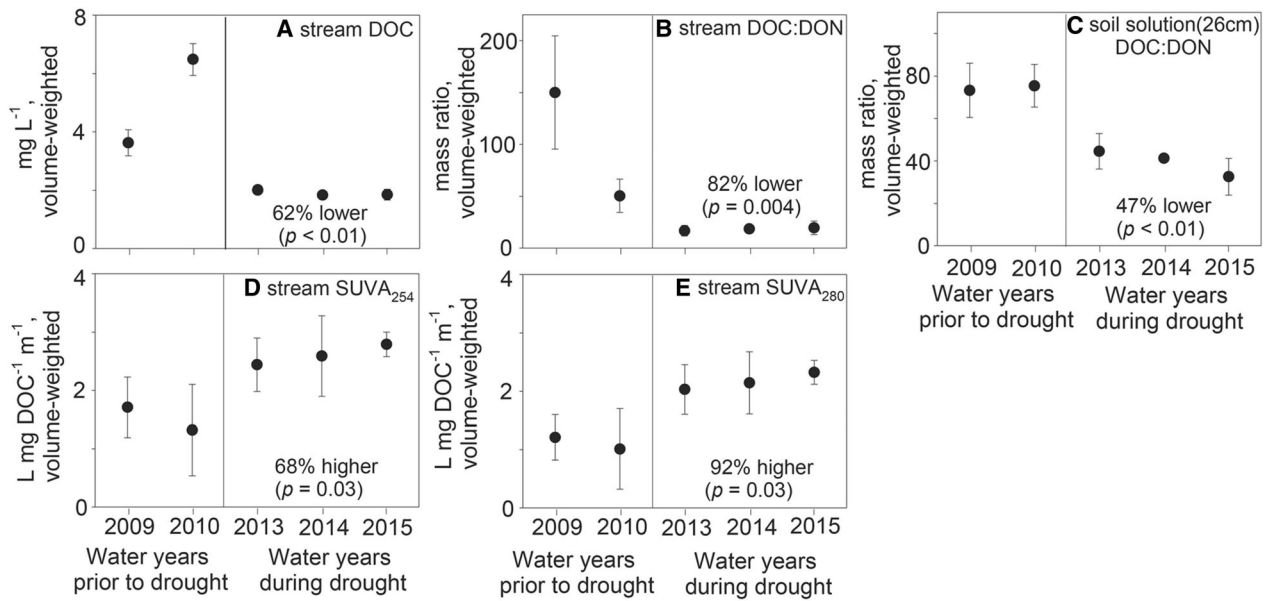 A stream DOC
8
4
0
mg L⁻¹,
volume-weighted
62% lower
(p < 0.01)
B stream DOC:DON
200
100
0
mass ratio,
volume-weighted
82% lower
(p = 0.004)
C soil solution(26cm)
DOC:DON
80
40
0
mass ratio,
volume-weighted
47% lower
(p < 0.01)
2009 2010 2013 2014 2015
Water years
prior to drought
Water years
during drought
D stream SUVA₂₅₄
4
2
0
L mg DOC⁻¹ m⁻¹,
volume-weighted
68% higher
(p = 0.03)
2009 2010 2013 2014 2015
Water years
prior to drought
Water years
during drought
E stream SUVA₂₈₀
4
2
0
L mg DOC⁻¹ m⁻¹,
volume-weighted
92% higher
(p = 0.03)
2009 2010 2013 2014 2015
Water years
prior to drought
Water years
during drought